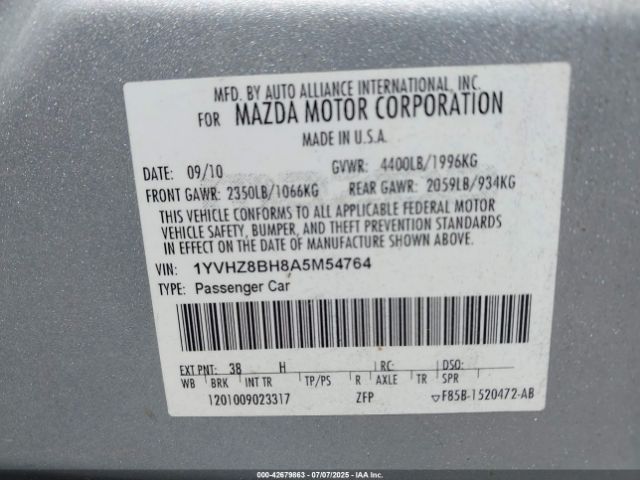 MFD. BY AUTO ALLIANCE INTERNATIONAL, INC.
FOR MAZDA MOTOR CORPORATION
MADE IN U.S.A.
DATE: 09/10 GVWR: 4400LB/1996KG
FRONT GAWR: 2350LB/1066KG REAR GAWR: 2059LB/934KG
THIS VEHICLE CONFORMS TO ALL APPLICABLE FEDERAL MOTOR
VEHICLE SAFETY, BUMPER, AND THEFT PREVENTION STANDARDS
IN EFFECT ON THE DATE OF MANUFACTURE SHOWN ABOVE.
VIN: 1YVHZ8BH8A5M54764
TYPE: Passenger Car
EXT PNT: 38 H RC: DSO:
WB BRK INT TR TP/PS R AXLE TR SPR
1201009023317 ZFP ▽F85B-1520472-AB
000-42679863 | 07/07/2025 | IAAI.COM